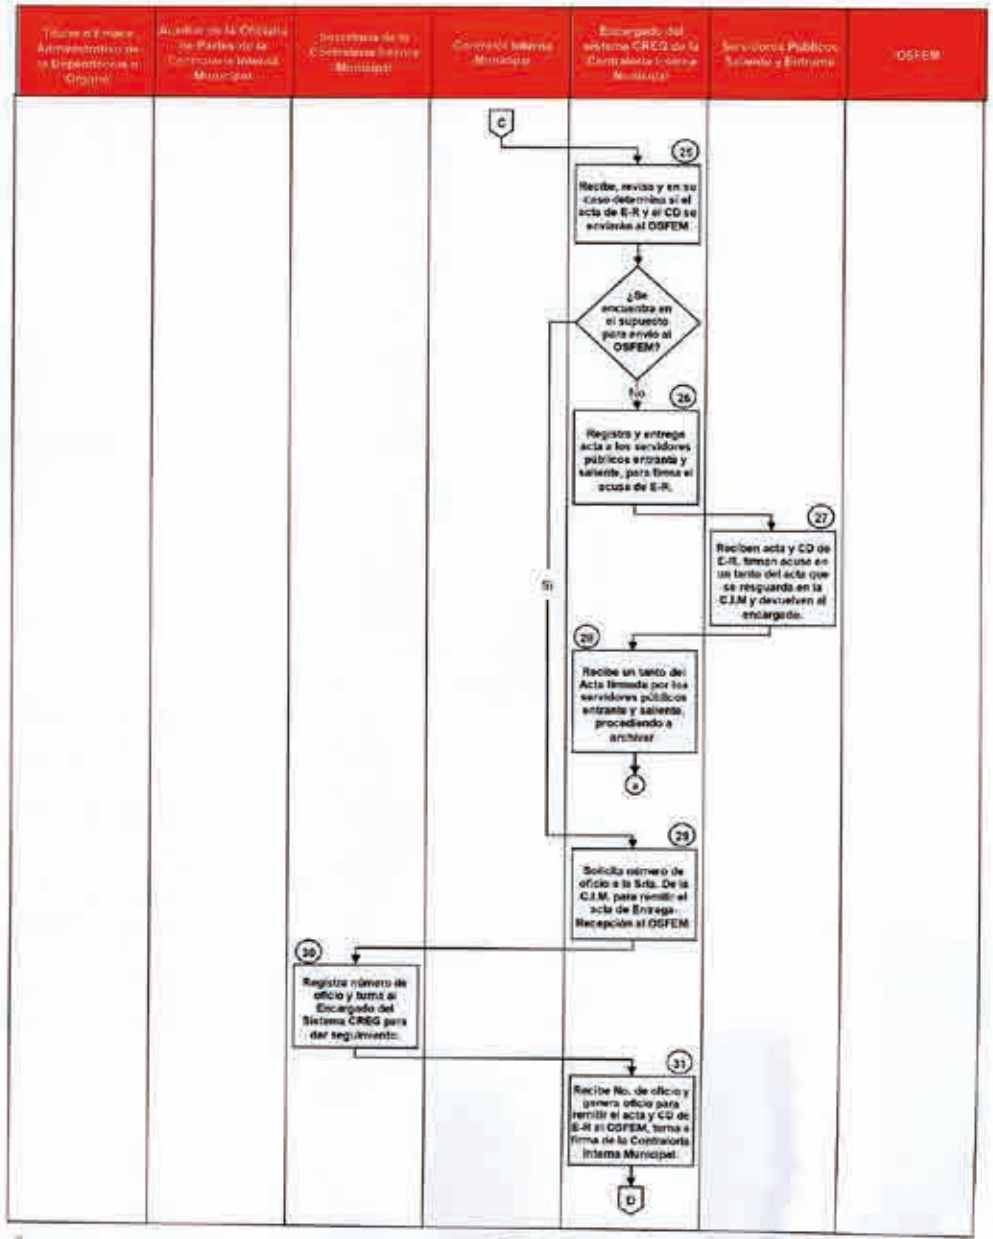 Titular o Enlace
Administrativo de
la Dependencia u
Órgano
Auxiliar de la Oficialía
de Partes de la
Contraloría Interna
Municipal
Secretaria de la
Contraloría Interna
Municipal
Contralor Interno
Municipal
Encargado del
sistema CREG de la
Contraloría Interna
Municipal
Servidores Públicos
Saliente y Entrante
OSFEM
C
25
Recibe, revisa y en su
caso determina si el
acta de E-R y el CD se
enviarán al OSFEM
¿Se
encuentra en
el supuesto
para envío al
OSFEM?
No
26
Registra y entrega
acta a los servidores
públicos entrante y
saliente, para firma el
acuse de E-R.
27
Reciben acta y CD de
E-R, firman acuse en
un tanto del acta que
se resguarda en la
C.I.M y devuelven al
encargado.
Si
28
Recibe un tanto del
Acta firmada por los
servidores públicos
entrante y saliente,
procediendo a
archivar
a
29
Solicita número de
oficio a la Sria. De la
C.I.M. para remitir el
acta de Entrega-
Recepción al OSFEM
30
Registra número de
oficio y turna al
Encargado del
Sistema CREG para
dar seguimiento.
31
Recibe No. de oficio y
genera oficio para
remitir el acta y CD de
E-R al OSFEM, turna a
firma de la Contraloría
Interna Municipal.
D